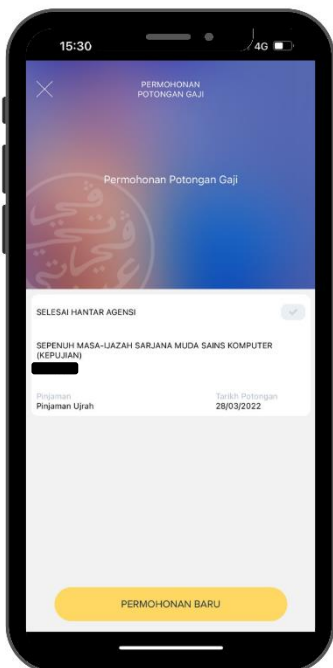 15:30
4G
PERMOHONAN
POTONGAN GAJI
Permohonan Potongan Gaji
SELESAI HANTAR AGENSI
SEPENUH MASA-IJAZAH SARJANA MUDA SAINS KOMPUTER
(KEPUJIAN)
Pinjaman Tarikh Potongan
Pinjaman Ujrah 28/03/2022
PERMOHONAN BARU